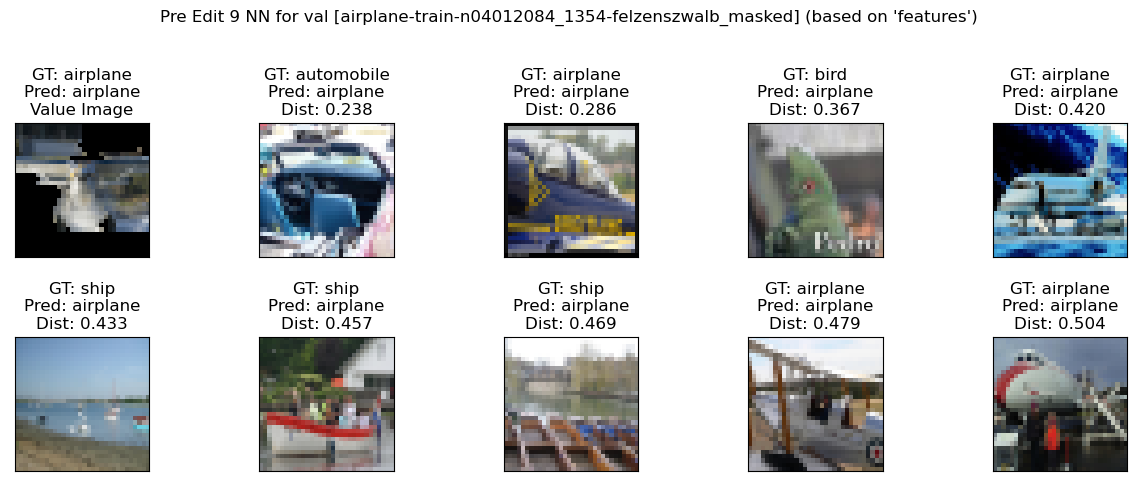 Pre Edit 9 NN for val [airplane-train-n04012084_1354-felzenszwalb_masked] (based on 'features')
GT: airplane
Pred: airplane
Value Image
GT: automobile
Pred: airplane
Dist: 0.238
GT: airplane
Pred: airplane
Dist: 0.286
GT: bird
Pred: airplane
Dist: 0.367
GT: airplane
Pred: airplane
Dist: 0.420
Pedro
GT: ship
Pred: airplane
Dist: 0.433
GT: ship
Pred: airplane
Dist: 0.457
GT: ship
Pred: airplane
Dist: 0.469
GT: airplane
Pred: airplane
Dist: 0.479
GT: airplane
Pred: airplane
Dist: 0.504